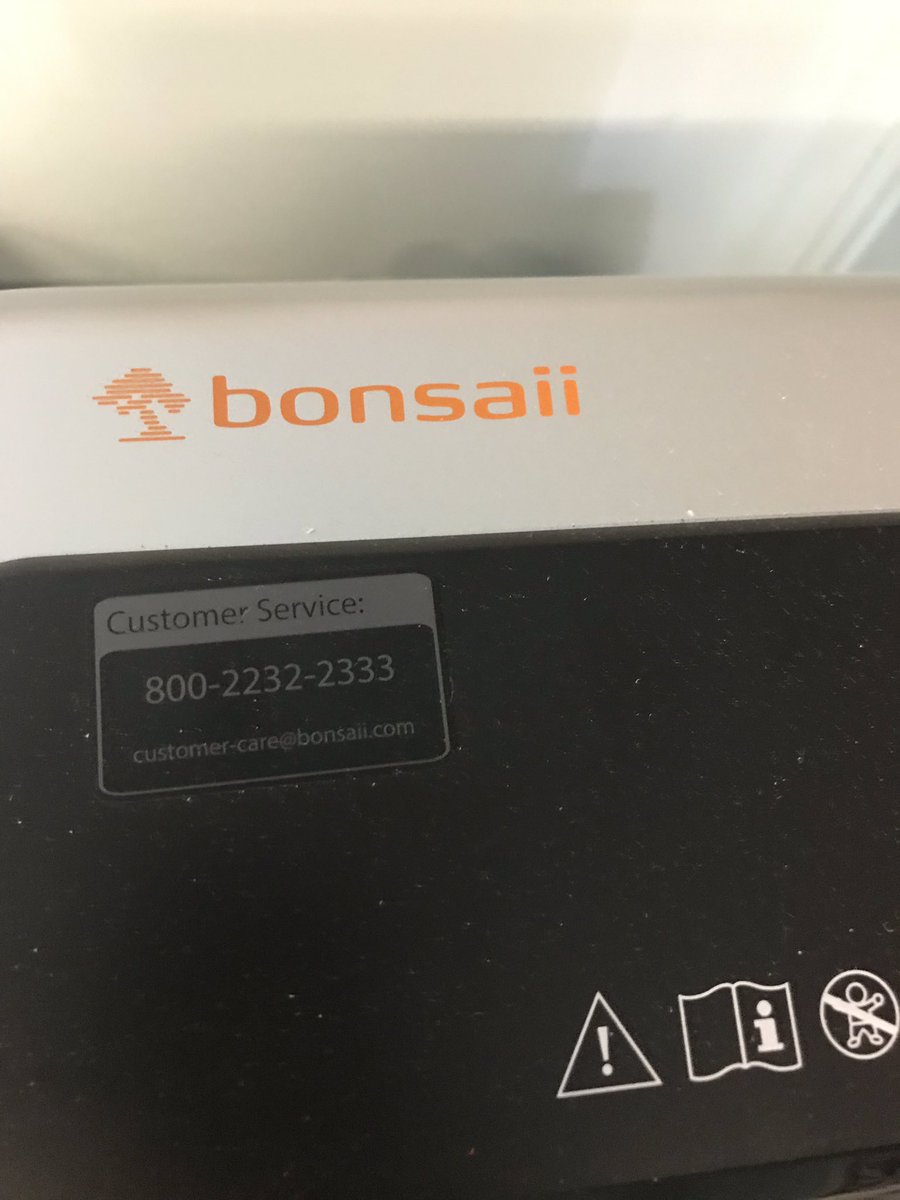 bonsaii
Customer Service:
800-2232-2333
customer-care@bonsaii.com